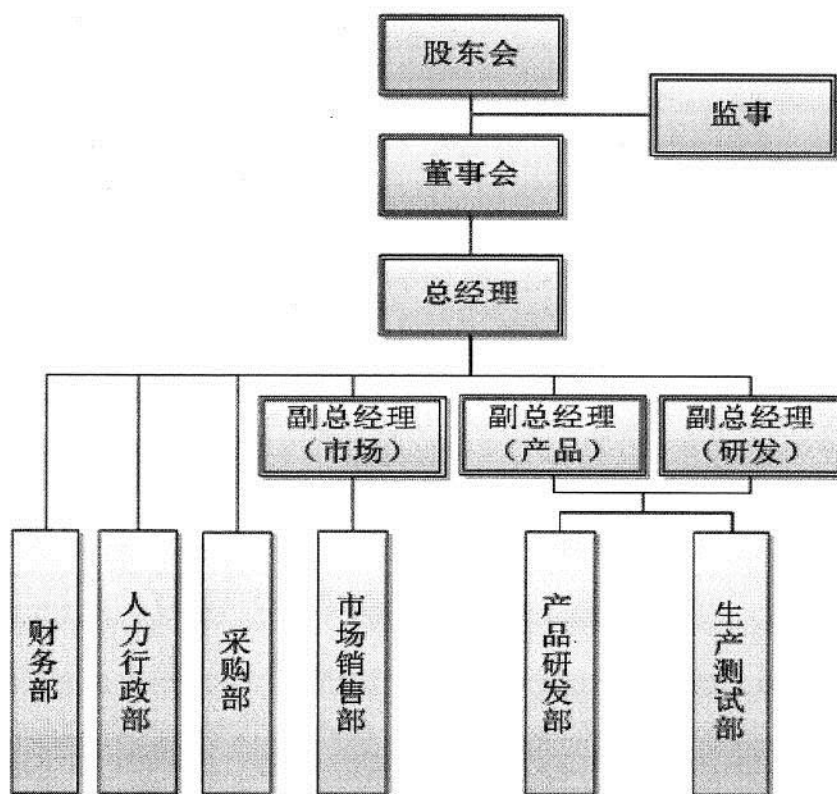 股东会
监事
董事会
总经理
副总经理
（市场）
副总经理
（产品）
副总经理
（研发）
财务部
人力行政部
采购部
市场销售部
产品研发部
生产测试部